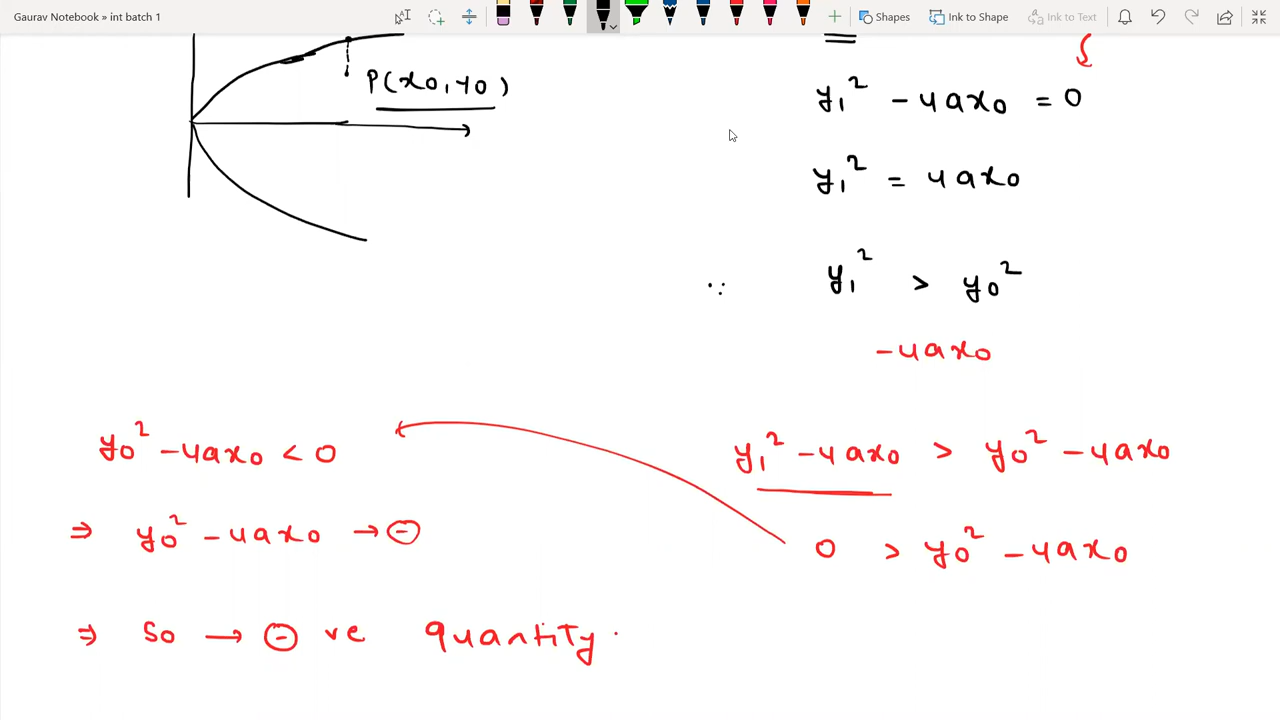 Gaurav Notebook » int batch 1
Shapes
Ink to Shape
Ink to Text
P(x0, y0)
y₁² - 4ax0 = 0
y₁² = 4ax0
∵ y₁² > y0²
-4ax0
y0² - 4ax0 < 0
y₁² - 4ax0 > y0² - 4ax0
⇒ y0² - 4ax0 → ⊖
0 > y0² - 4ax0
⇒ So → ⊖ ve quantity.